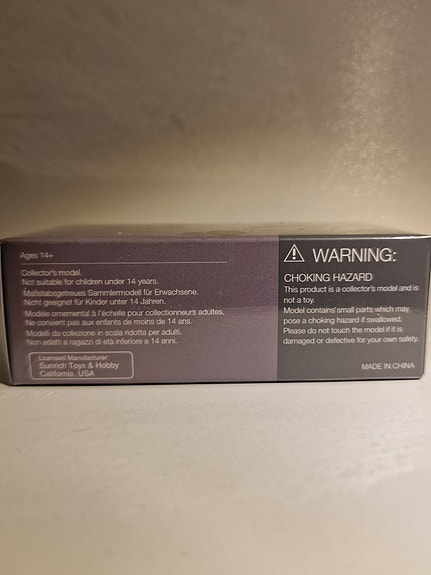 Ages 14+
Collector's model.
Not suitable for children under 14 years.
Maßstabsgetreues Sammlermodell für Erwachsene.
Nicht geeignet für Kinder unter 14 Jahren.
Modèle ornemental à l'échelle pour collectionneurs adultes.
Ne convient pas aux enfants de moins de 14 ans.
Modelli da colezione in scala ridotta per adulti.
Non adatti a ragazzi di età inferiore a 14 anni.
Licensed Manufacturer:
Sunrich Toys & Hobby
California, USA
WARNING:
CHOKING HAZARD
This product is a collector's model and is
not a toy.
Model contains small parts which may
pose a choking hazard if swallowed.
Please do not touch the model if it is
damaged or defective for your own safety.
MADE IN CHINA